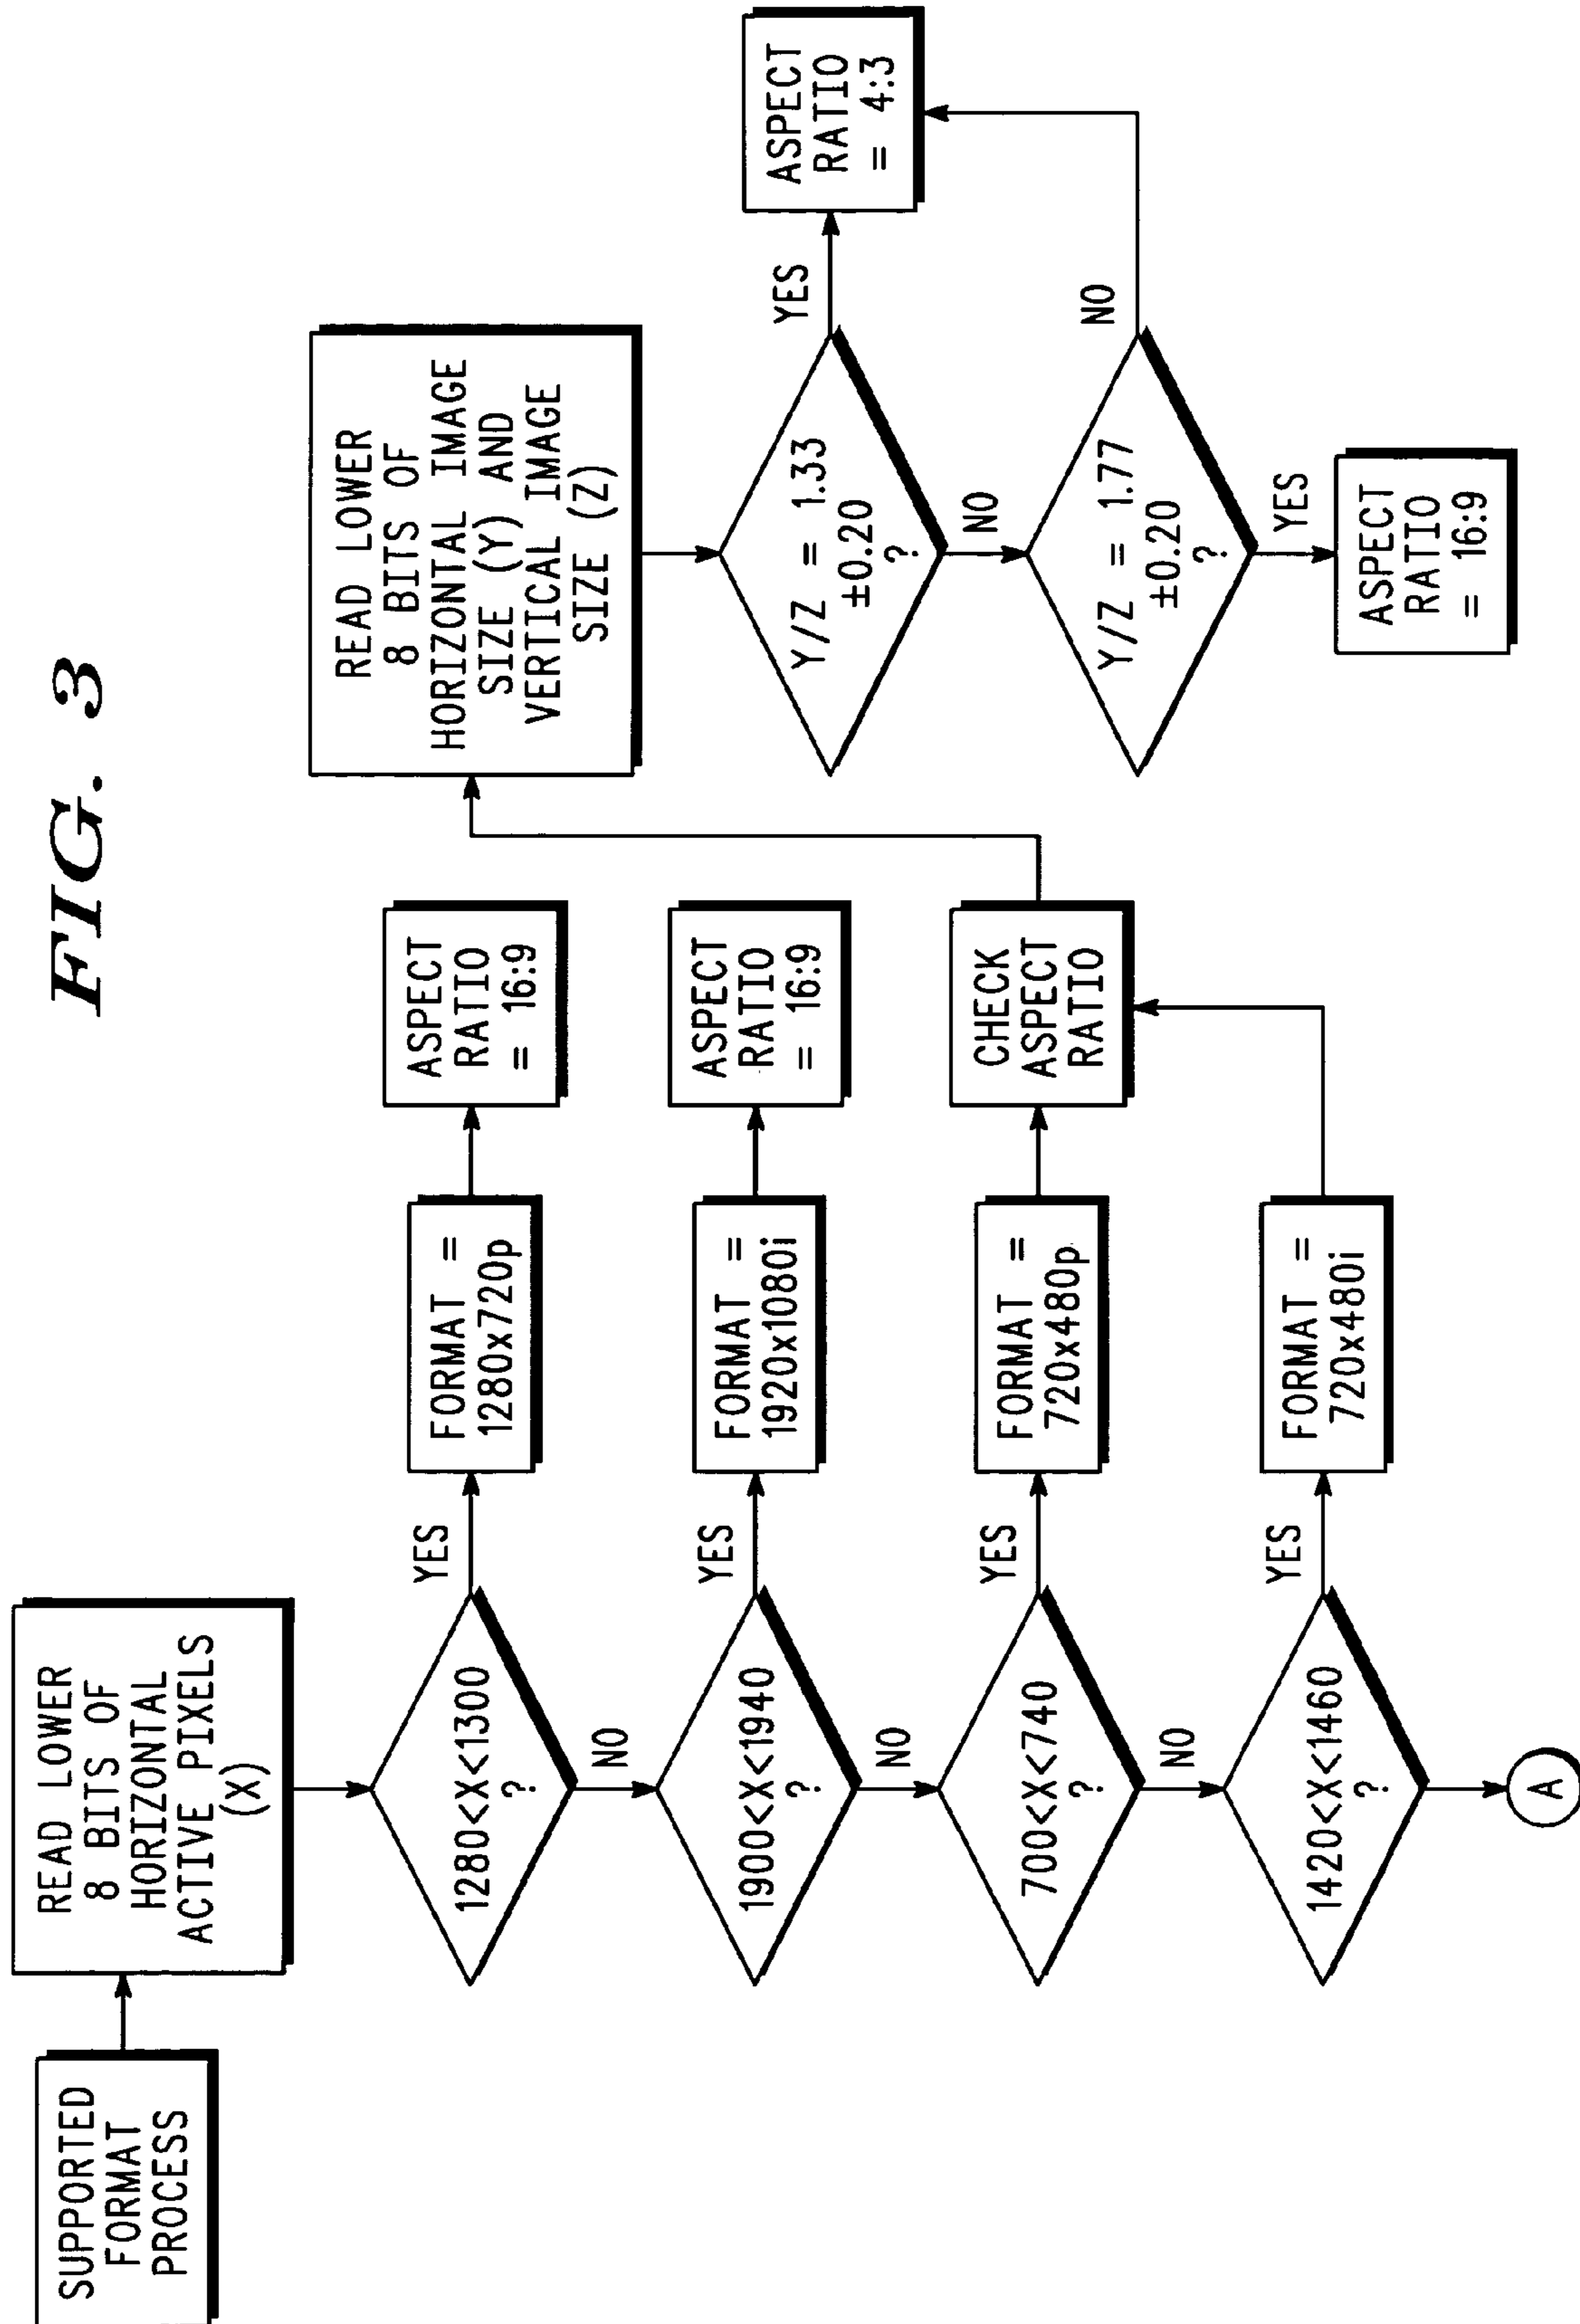 FIG. 3
SUPPORTED
FORMAT
PROCESS
READ LOWER
8 BITS OF
HORIZONTAL
ACTIVE PIXELS
(X)
1280<X<1300
?
YES
FORMAT =
1280x720p
ASPECT
RATIO
= 16:9
NO
1900<X<1940
?
YES
FORMAT =
1920x1080i
ASPECT
RATIO
= 16:9
NO
700<X<740
?
YES
FORMAT =
720x480p
CHECK
ASPECT
RATIO
NO
1420<X<1460
?
YES
FORMAT =
720x480i
A
READ LOWER
8 BITS OF
HORIZONTAL IMAGE
SIZE (Y) AND
VERTICAL IMAGE
SIZE (Z)
Y/Z = 1.33
±0.20
?
YES
ASPECT
RATIO
= 4:3
NO
Y/Z = 1.77
±0.20
?
NO
YES
ASPECT
RATIO
= 16:9